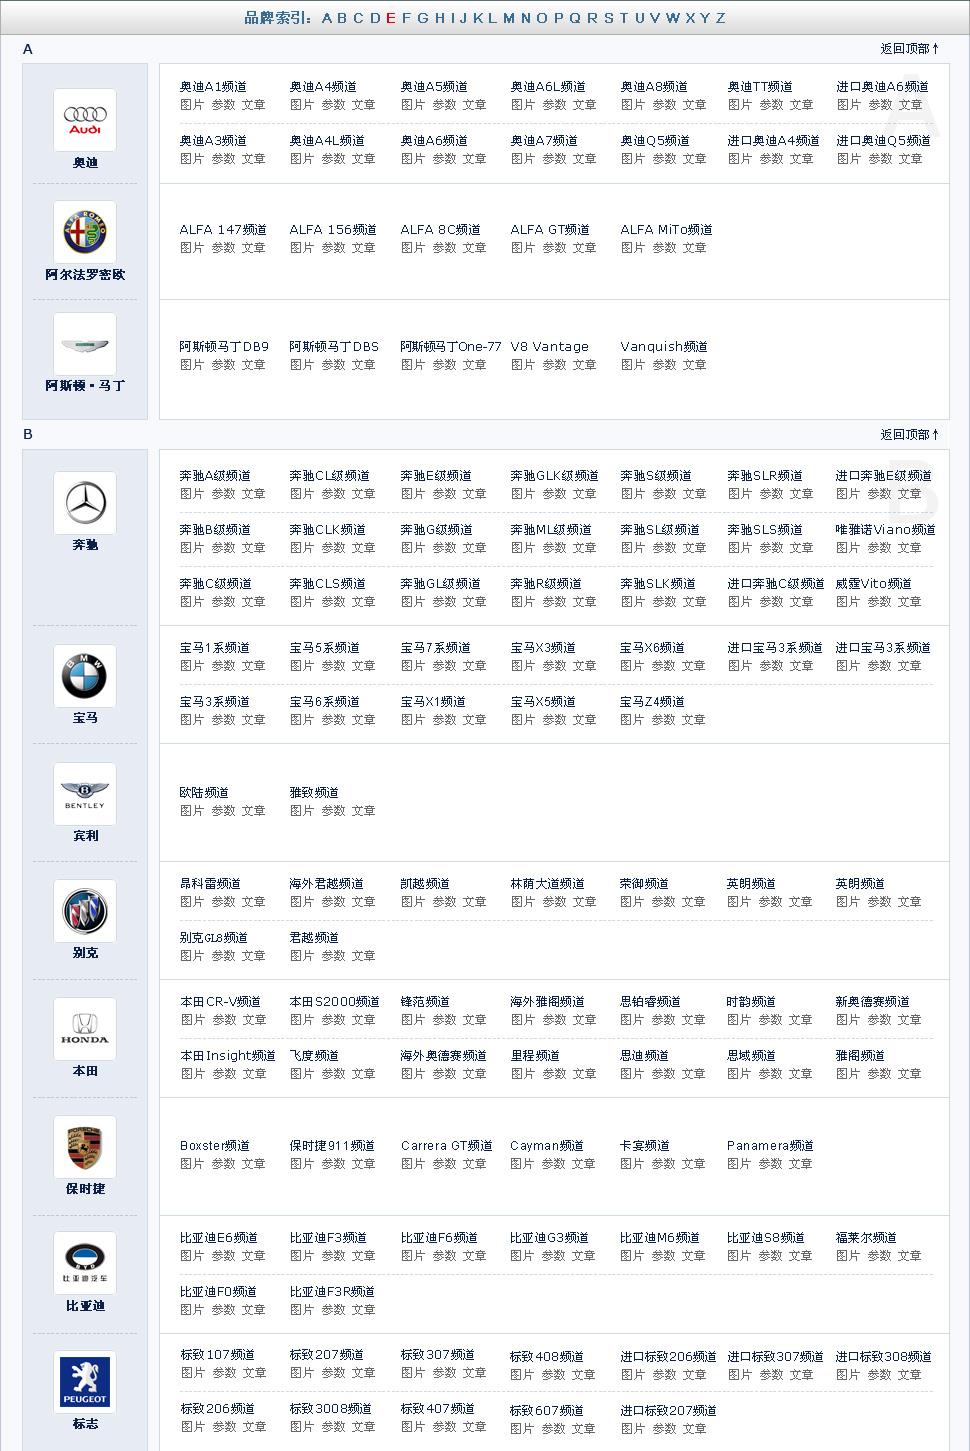 品牌索引: A B C D E F G H I J K L M N O P Q R S T U V W X Y Z
A 返回顶部↑
奥迪A1频道 奥迪A4频道 奥迪A5频道 奥迪A6L频道 奥迪A8频道 奥迪TT频道 进口奥迪A6频道
图片 参数 文章 图片 参数 文章 图片 参数 文章 图片 参数 文章 图片 参数 文章 图片 参数 文章 图片 参数 文章
Audi
奥迪A3频道 奥迪A4L频道 奥迪A6频道 奥迪A7频道 奥迪Q5频道 进口奥迪A4频道 进口奥迪Q5频道
图片 参数 文章 图片 参数 文章 图片 参数 文章 图片 参数 文章 图片 参数 文章 图片 参数 文章 图片 参数 文章
奥迪
ALFA ROMEO
ALFA 147频道 ALFA 156频道 ALFA 8C频道 ALFA GT频道 ALFA MiTo频道
图片 参数 文章 图片 参数 文章 图片 参数 文章 图片 参数 文章 图片 参数 文章
阿尔法罗密欧
阿斯顿马丁DB9 阿斯顿马丁DBS 阿斯顿马丁One-77 V8 Vantage Vanquish频道
图片 参数 文章 图片 参数 文章 图片 参数 文章 图片 参数 文章 图片 参数 文章
阿斯顿·马丁
B 返回顶部↑
奔驰A级频道 奔驰CL级频道 奔驰E级频道 奔驰GLK级频道 奔驰S级频道 奔驰SLR频道 进口奔驰E级频道
图片 参数 文章 图片 参数 文章 图片 参数 文章 图片 参数 文章 图片 参数 文章 图片 参数 文章 图片 参数 文章
奔驰B级频道 奔驰CLK频道 奔驰G级频道 奔驰ML级频道 奔驰SL级频道 奔驰SLS频道 唯雅诺Viano频道
图片 参数 文章 图片 参数 文章 图片 参数 文章 图片 参数 文章 图片 参数 文章 图片 参数 文章 图片 参数 文章
奔驰
奔驰C级频道 奔驰CLS频道 奔驰GL级频道 奔驰R级频道 奔驰SLK频道 进口奔驰C级频道 威霆Vito频道
图片 参数 文章 图片 参数 文章 图片 参数 文章 图片 参数 文章 图片 参数 文章 图片 参数 文章 图片 参数 文章
宝马1系频道 宝马5系频道 宝马7系频道 宝马X3频道 宝马X6频道 进口宝马3系频道 进口宝马3系频道
图片 参数 文章 图片 参数 文章 图片 参数 文章 图片 参数 文章 图片 参数 文章 图片 参数 文章 图片 参数 文章
BMW
宝马3系频道 宝马6系频道 宝马X1频道 宝马X5频道 宝马Z4频道
图片 参数 文章 图片 参数 文章 图片 参数 文章 图片 参数 文章 图片 参数 文章
宝马
欧陆频道 雅致频道
图片 参数 文章 图片 参数 文章
B
BENTLEY
宾利
昂科雷频道 海外君越频道 凯越频道 林荫大道频道 荣御频道 英朗频道 英朗频道
图片 参数 文章 图片 参数 文章 图片 参数 文章 图片 参数 文章 图片 参数 文章 图片 参数 文章 图片 参数 文章
别克GL8频道 君越频道
图片 参数 文章 图片 参数 文章
别克
本田CR-V频道 本田S2000频道 锋范频道 海外雅阁频道 思铂睿频道 时韵频道 新奥德赛频道
图片 参数 文章 图片 参数 文章 图片 参数 文章 图片 参数 文章 图片 参数 文章 图片 参数 文章 图片 参数 文章
HONDA
本田Insight频道 飞度频道 海外奥德赛频道 里程频道 思迪频道 思域频道 雅阁频道
图片 参数 文章 图片 参数 文章 图片 参数 文章 图片 参数 文章 图片 参数 文章 图片 参数 文章 图片 参数 文章
本田
PORSCHE
Boxster频道 保时捷911频道 Carrera GT频道 Cayman频道 卡宴频道 Panamera频道
图片 参数 文章 图片 参数 文章 图片 参数 文章 图片 参数 文章 图片 参数 文章 图片 参数 文章
保时捷
比亚迪E6频道 比亚迪F3频道 比亚迪F6频道 比亚迪G3频道 比亚迪M6频道 比亚迪S8频道 福莱尔频道
图片 参数 文章 图片 参数 文章 图片 参数 文章 图片 参数 文章 图片 参数 文章 图片 参数 文章 图片 参数 文章
BYD
比亚迪汽车
比亚迪F0频道 比亚迪F3R频道
图片 参数 文章 图片 参数 文章
比亚迪
标致107频道 标致207频道 标致307频道 标致408频道 进口标致206频道 进口标致307频道 进口标致308频道
图片 参数 文章 图片 参数 文章 图片 参数 文章 图片 参数 文章 图片 参数 文章 图片 参数 文章 图片 参数 文章
PEUGEOT
标致206频道 标致3008频道 标致407频道 标致607频道 进口标致207频道
图片 参数 文章 图片 参数 文章 图片 参数 文章 图片 参数 文章 图片 参数 文章
标志